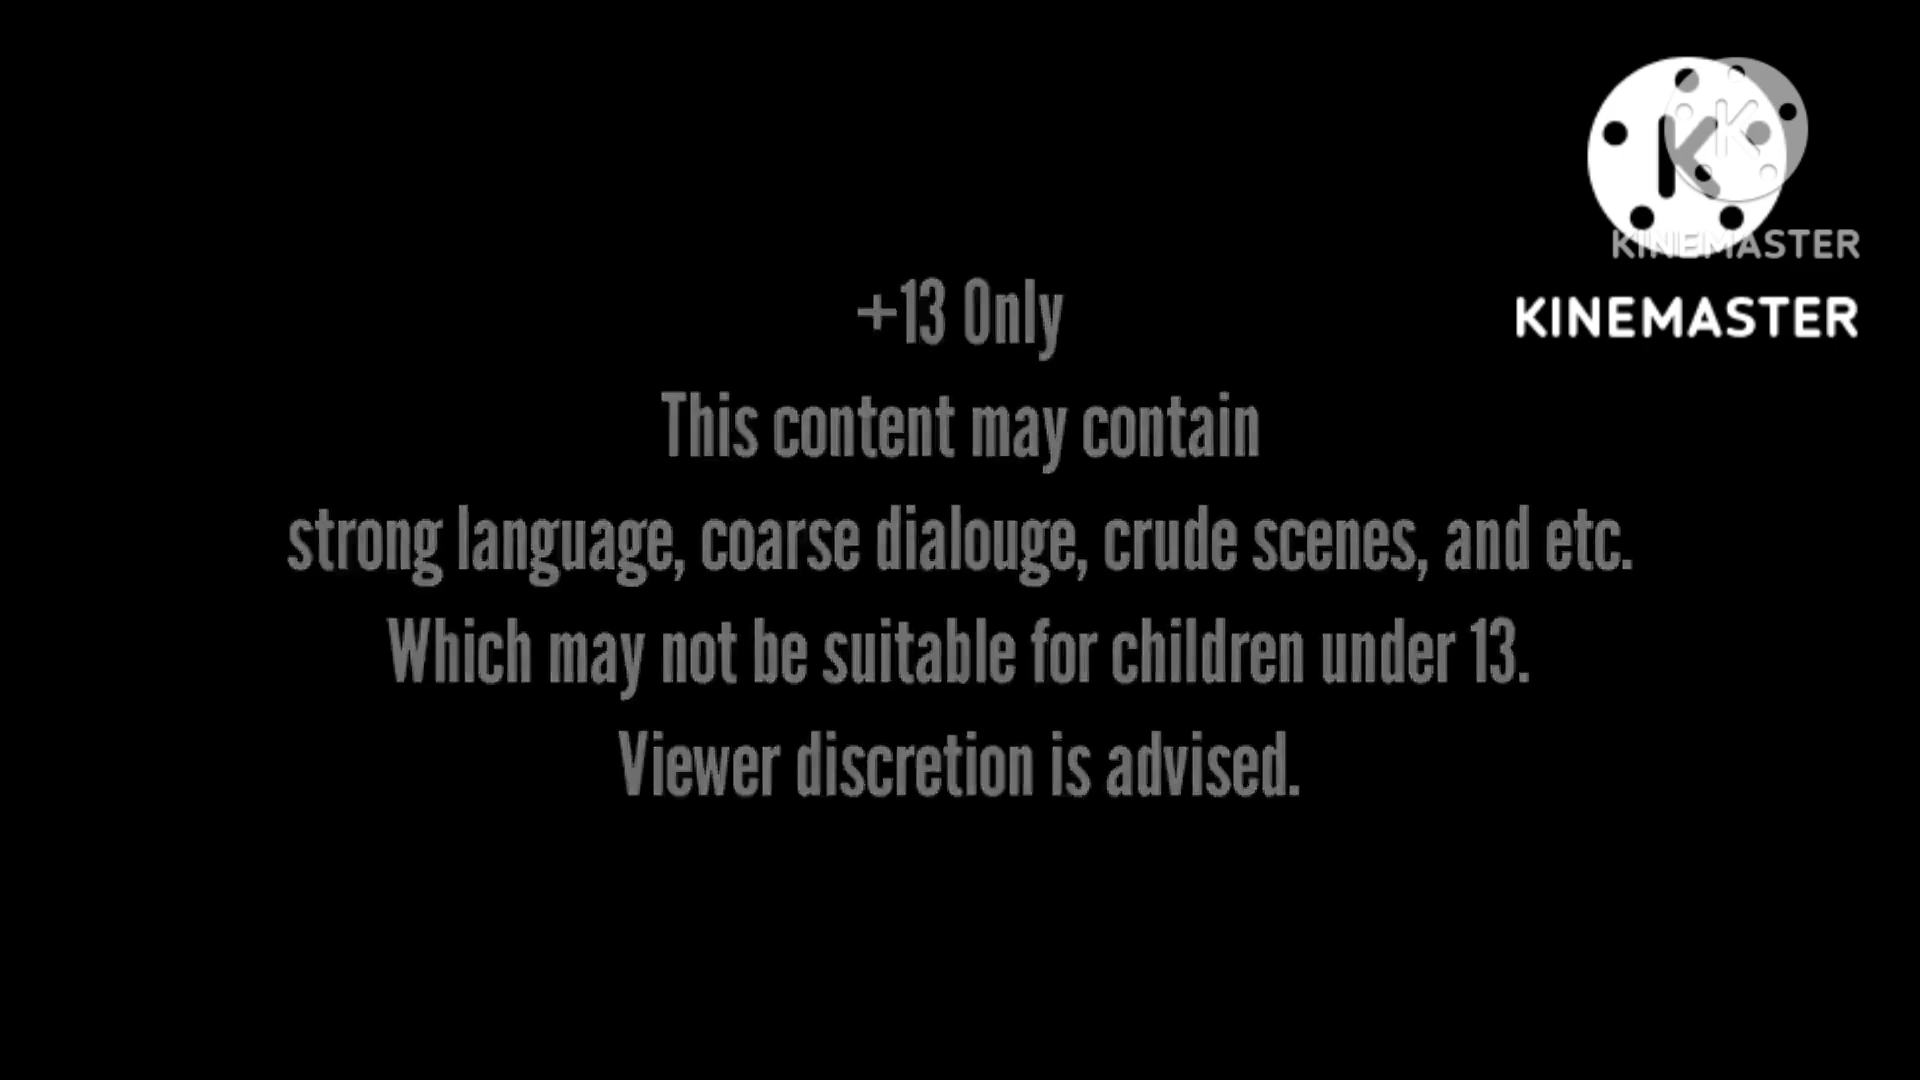 K
K
KINEMASTER
KINEMASTER
+13 Only
This content may contain
strong language, coarse dialouge, crude scenes, and etc.
Which may not be suitable for children under 13.
Viewer discretion is advised.